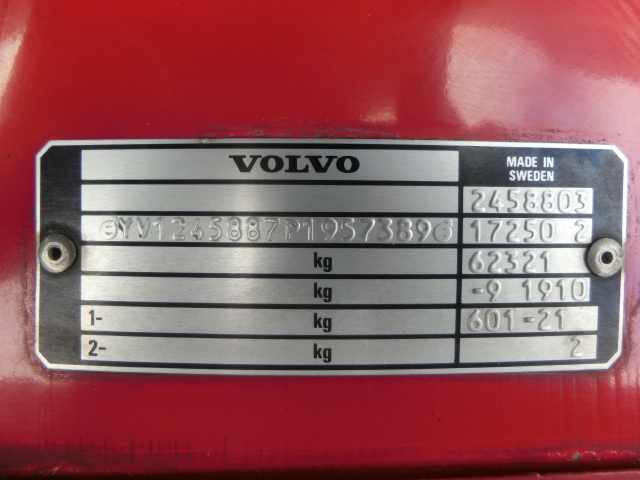 VOLVO
MADE IN
SWEDEN
2458803
YV1245887P1957389
17250 2
kg
62321
kg
-9 1910
1- kg
601-21
2- kg
2